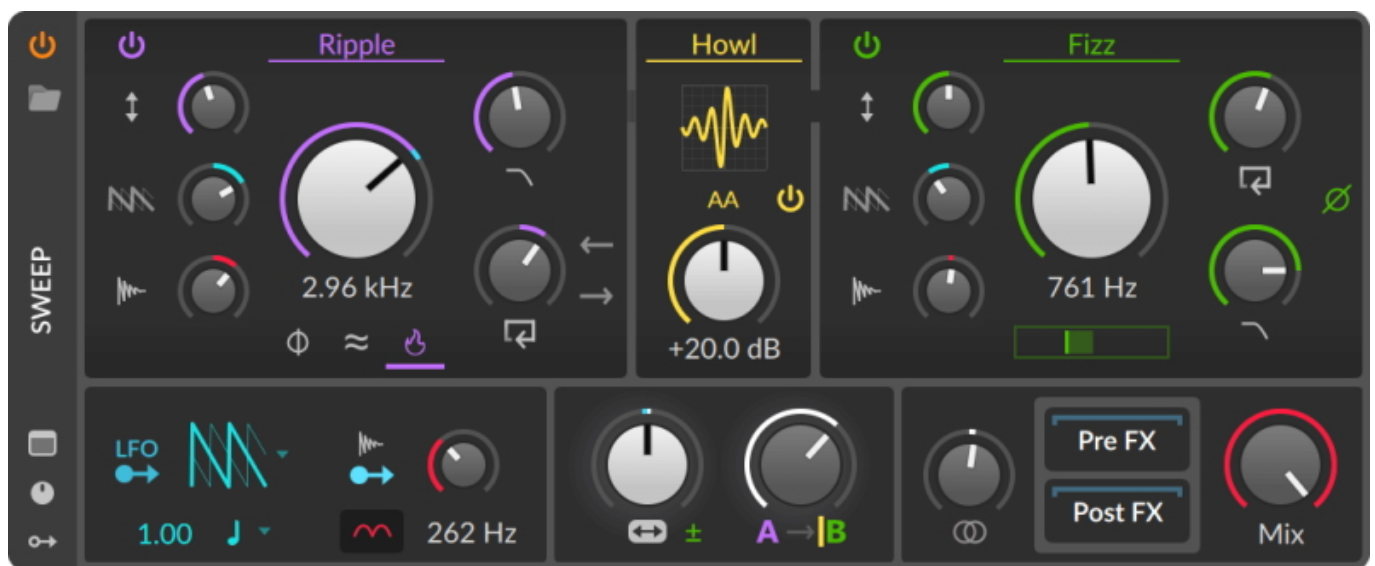 SWEEP
Ripple
2.96 kHz
Howl
AA
+20.0 dB
Fizz
761 Hz
LFO
1.00
262 Hz
A → B
Pre FX
Post FX
Mix